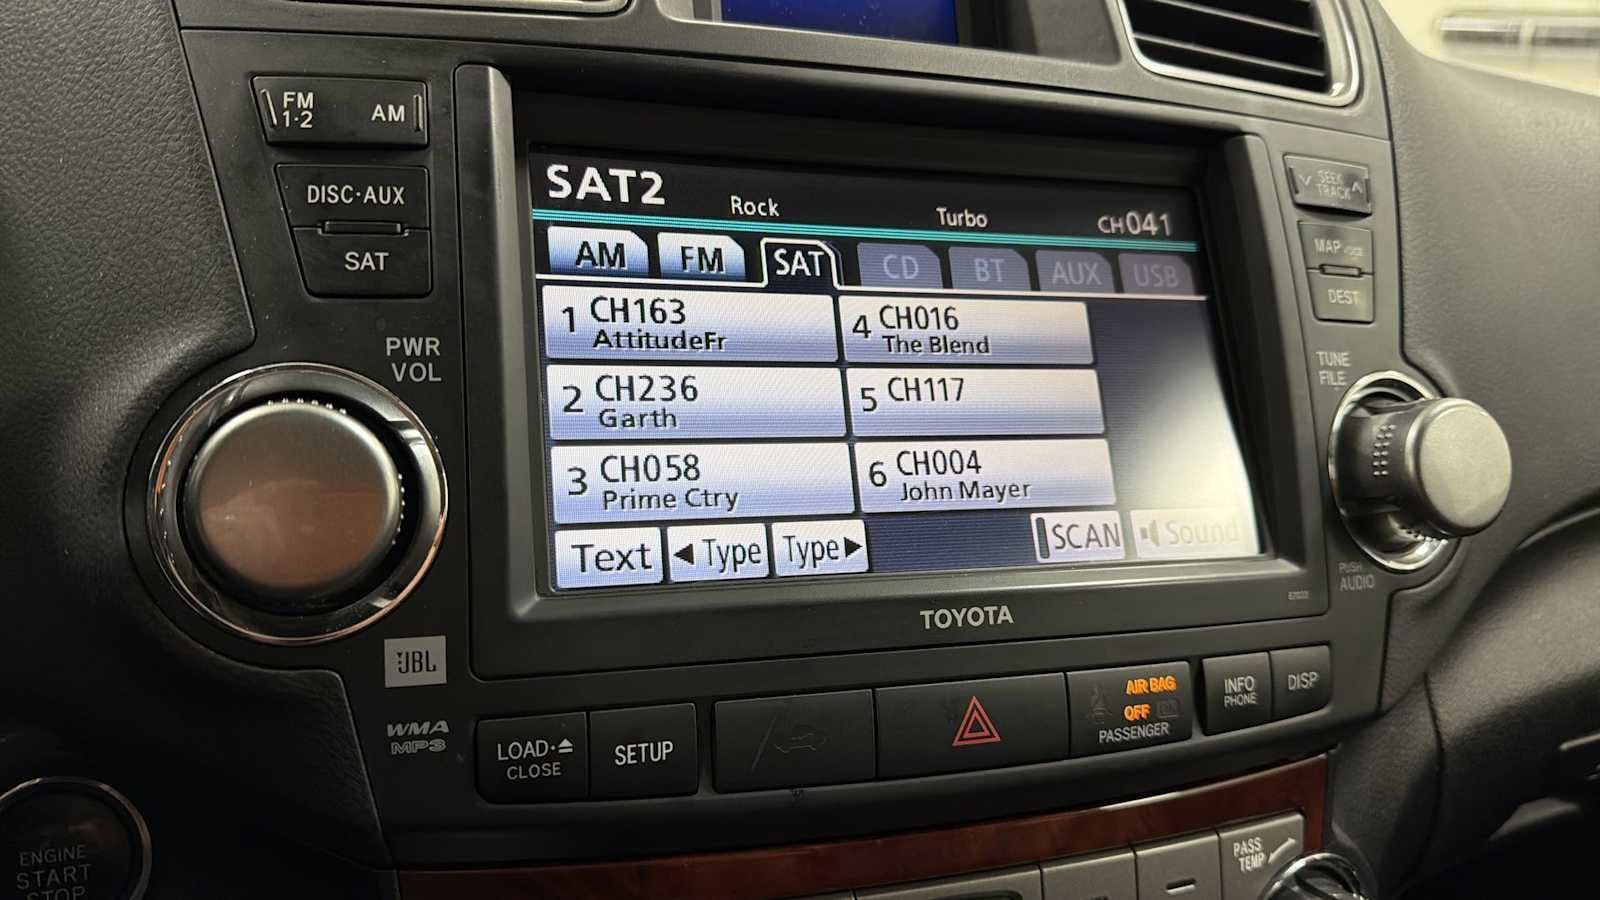 FM
1·2
AM
DISC·AUX
SAT
PWR
VOL
SAT2
Rock
Turbo
CH041
AM
FM
SAT
CD
BT
AUX
USB
1 CH163
AttitudeFr
4 CH016
The Blend
2 CH236
Garth
5 CH117
3 CH058
Prime Ctry
6 CH004
John Mayer
Text
◀Type
Type▶
SCAN
Sound
TOYOTA
SEEK
TRACK
MAP VOICE
DEST
TUNE
FILE
PUSH
AUDIO
JBL
WMA
MP3
LOAD·⏏
CLOSE
SETUP
AIR BAG
OFF
PASSENGER
INFO
PHONE
DISP
ENGINE
START
STOP
PASS
TEMP